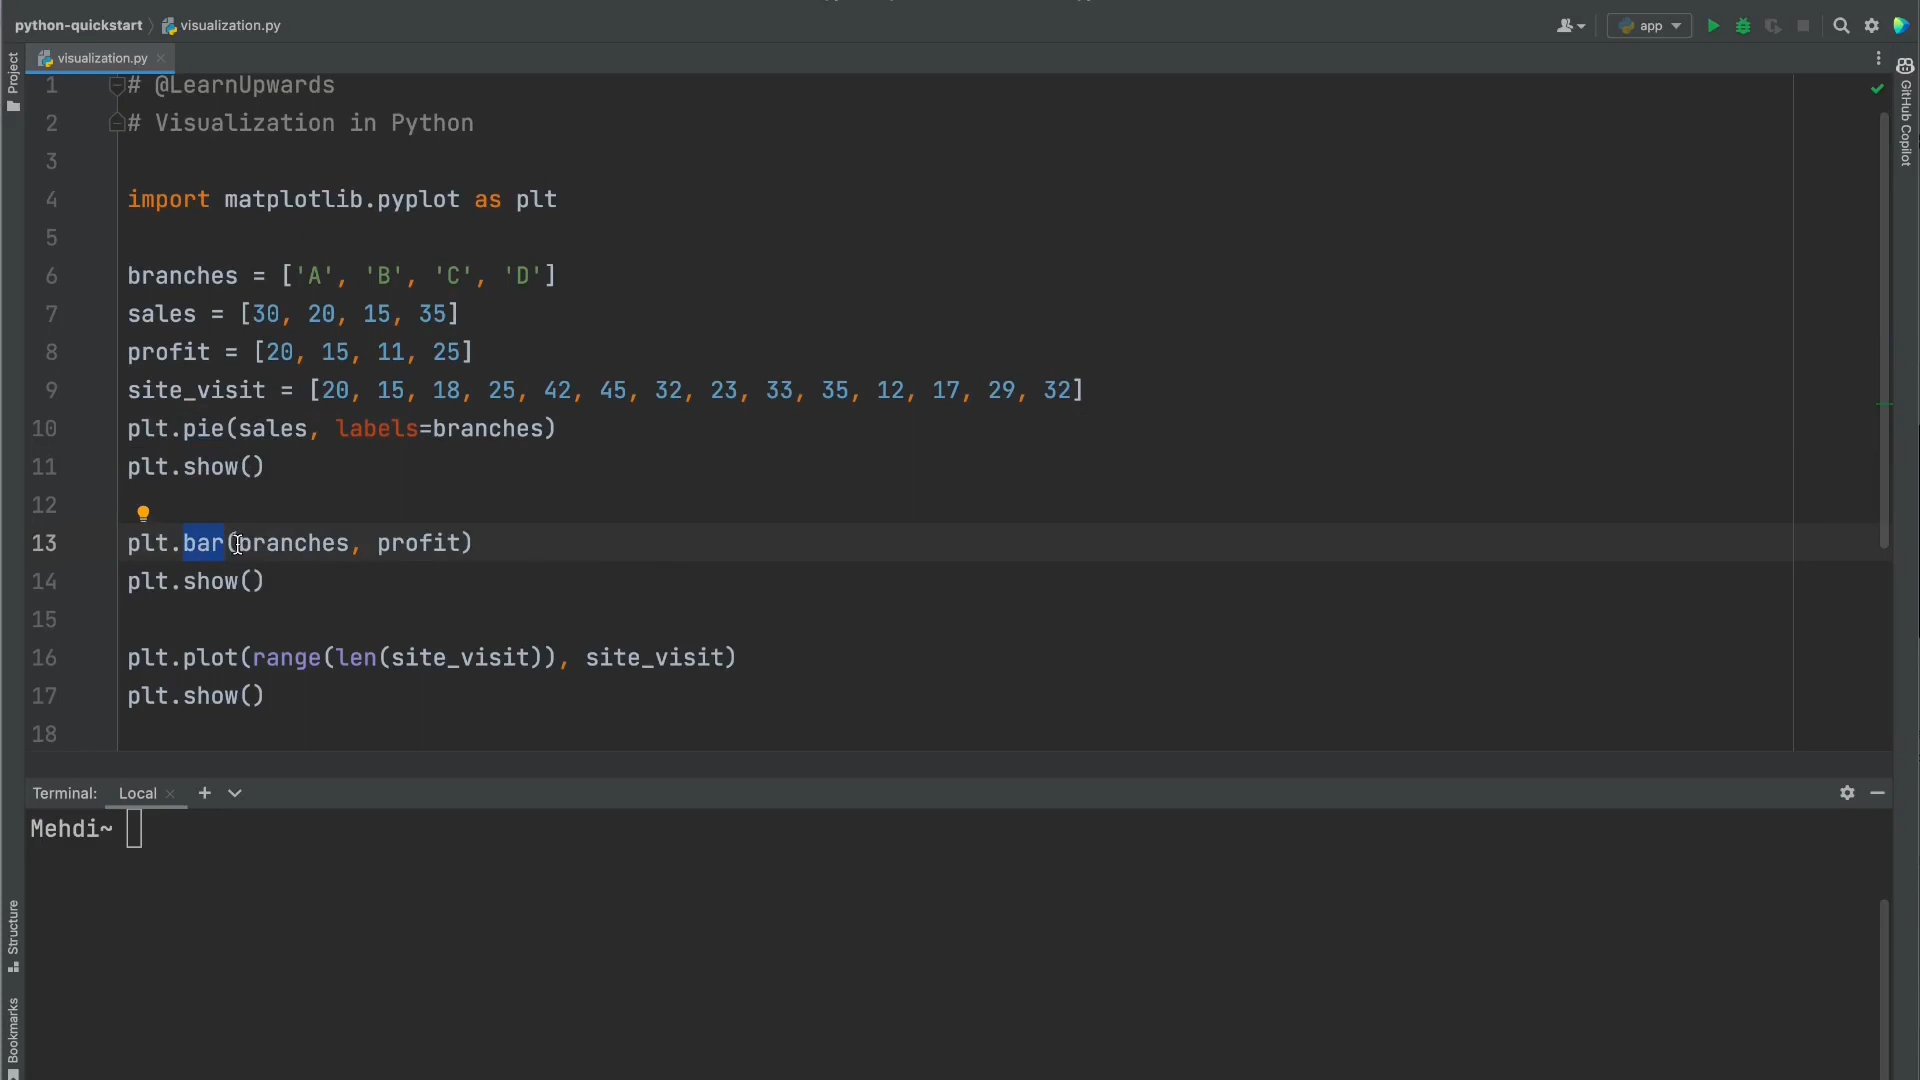 python-quickstart visualization.py app
visualization.py
Project
GitHub Copilot
1 # @LearnUpwards
2 # Visualization in Python
3
4 import matplotlib.pyplot as plt
5
6 branches = ['A', 'B', 'C', 'D']
7 sales = [30, 20, 15, 35]
8 profit = [20, 15, 11, 25]
9 site_visit = [20, 15, 18, 25, 42, 45, 32, 23, 33, 35, 12, 17, 29, 32]
10 plt.pie(sales, labels=branches)
11 plt.show()
12
13 plt.bar(branches, profit)
14 plt.show()
15
16 plt.plot(range(len(site_visit)), site_visit)
17 plt.show()
18
Terminal: Local
Mehdi~
Structure
Bookmarks